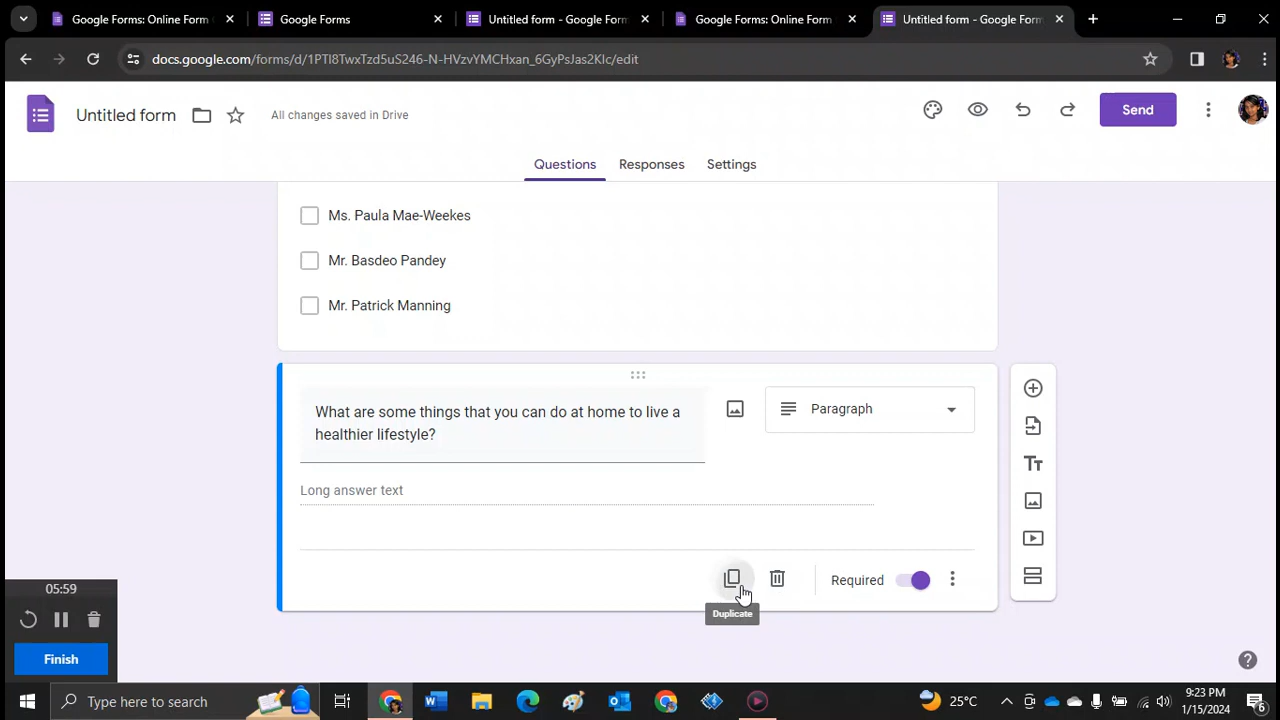 Google Forms: Online Form
Google Forms
Untitled form - Google Form
Google Forms: Online Form
Untitled form - Google Form
docs.google.com/forms/d/1PTI8TwxTzd5uS246-N-HVzvYMCHxan_6GyPsJas2KIc/edit
Untitled form
All changes saved in Drive
Send
Questions
Responses
Settings
Ms. Paula Mae-Weekes
Mr. Basdeo Pandey
Mr. Patrick Manning
What are some things that you can do at home to live a
healthier lifestyle?
Paragraph
Long answer text
Required
Duplicate
05:59
Finish
Type here to search
25°C
9:23 PM
1/15/2024
6